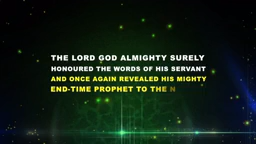 THE LORD GOD ALMIGHTY SURELY
HONOURED THE WORDS OF HIS SERVANT
AND ONCE AGAIN REVEALED HIS MIGHTY
END-TIME PROPHET TO THE N